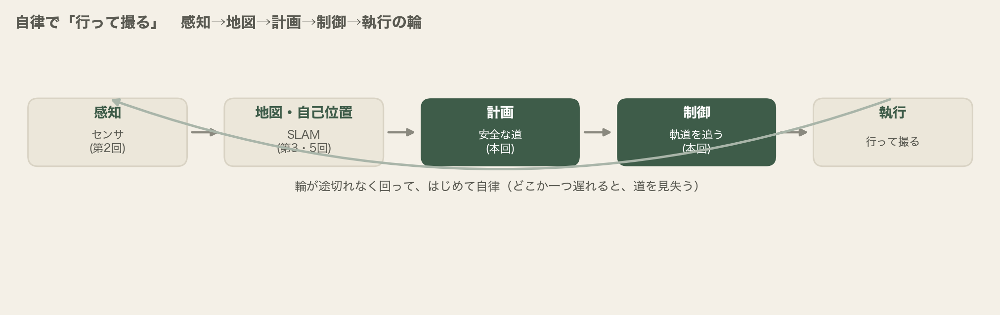 自律で「行って撮る」　感知→地図→計画→制御→執行の輪
感知
センサ
(第2回)
地図・自己位置
SLAM
(第3・5回)
計画
安全な道
(本回)
制御
軌道を追う
(本回)
執行
行って撮る
輪が途切れなく回って、はじめて自律（どこか一つ遅れると、道を見失う）